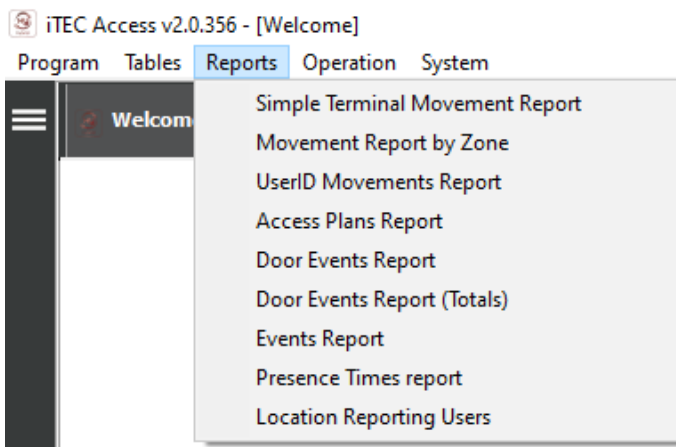 iTEC Access v2.0.356 - [Welcome]
Program Tables Reports Operation System
Welcom
Simple Terminal Movement Report
Movement Report by Zone
UserID Movements Report
Access Plans Report
Door Events Report
Door Events Report (Totals)
Events Report
Presence Times report
Location Reporting Users